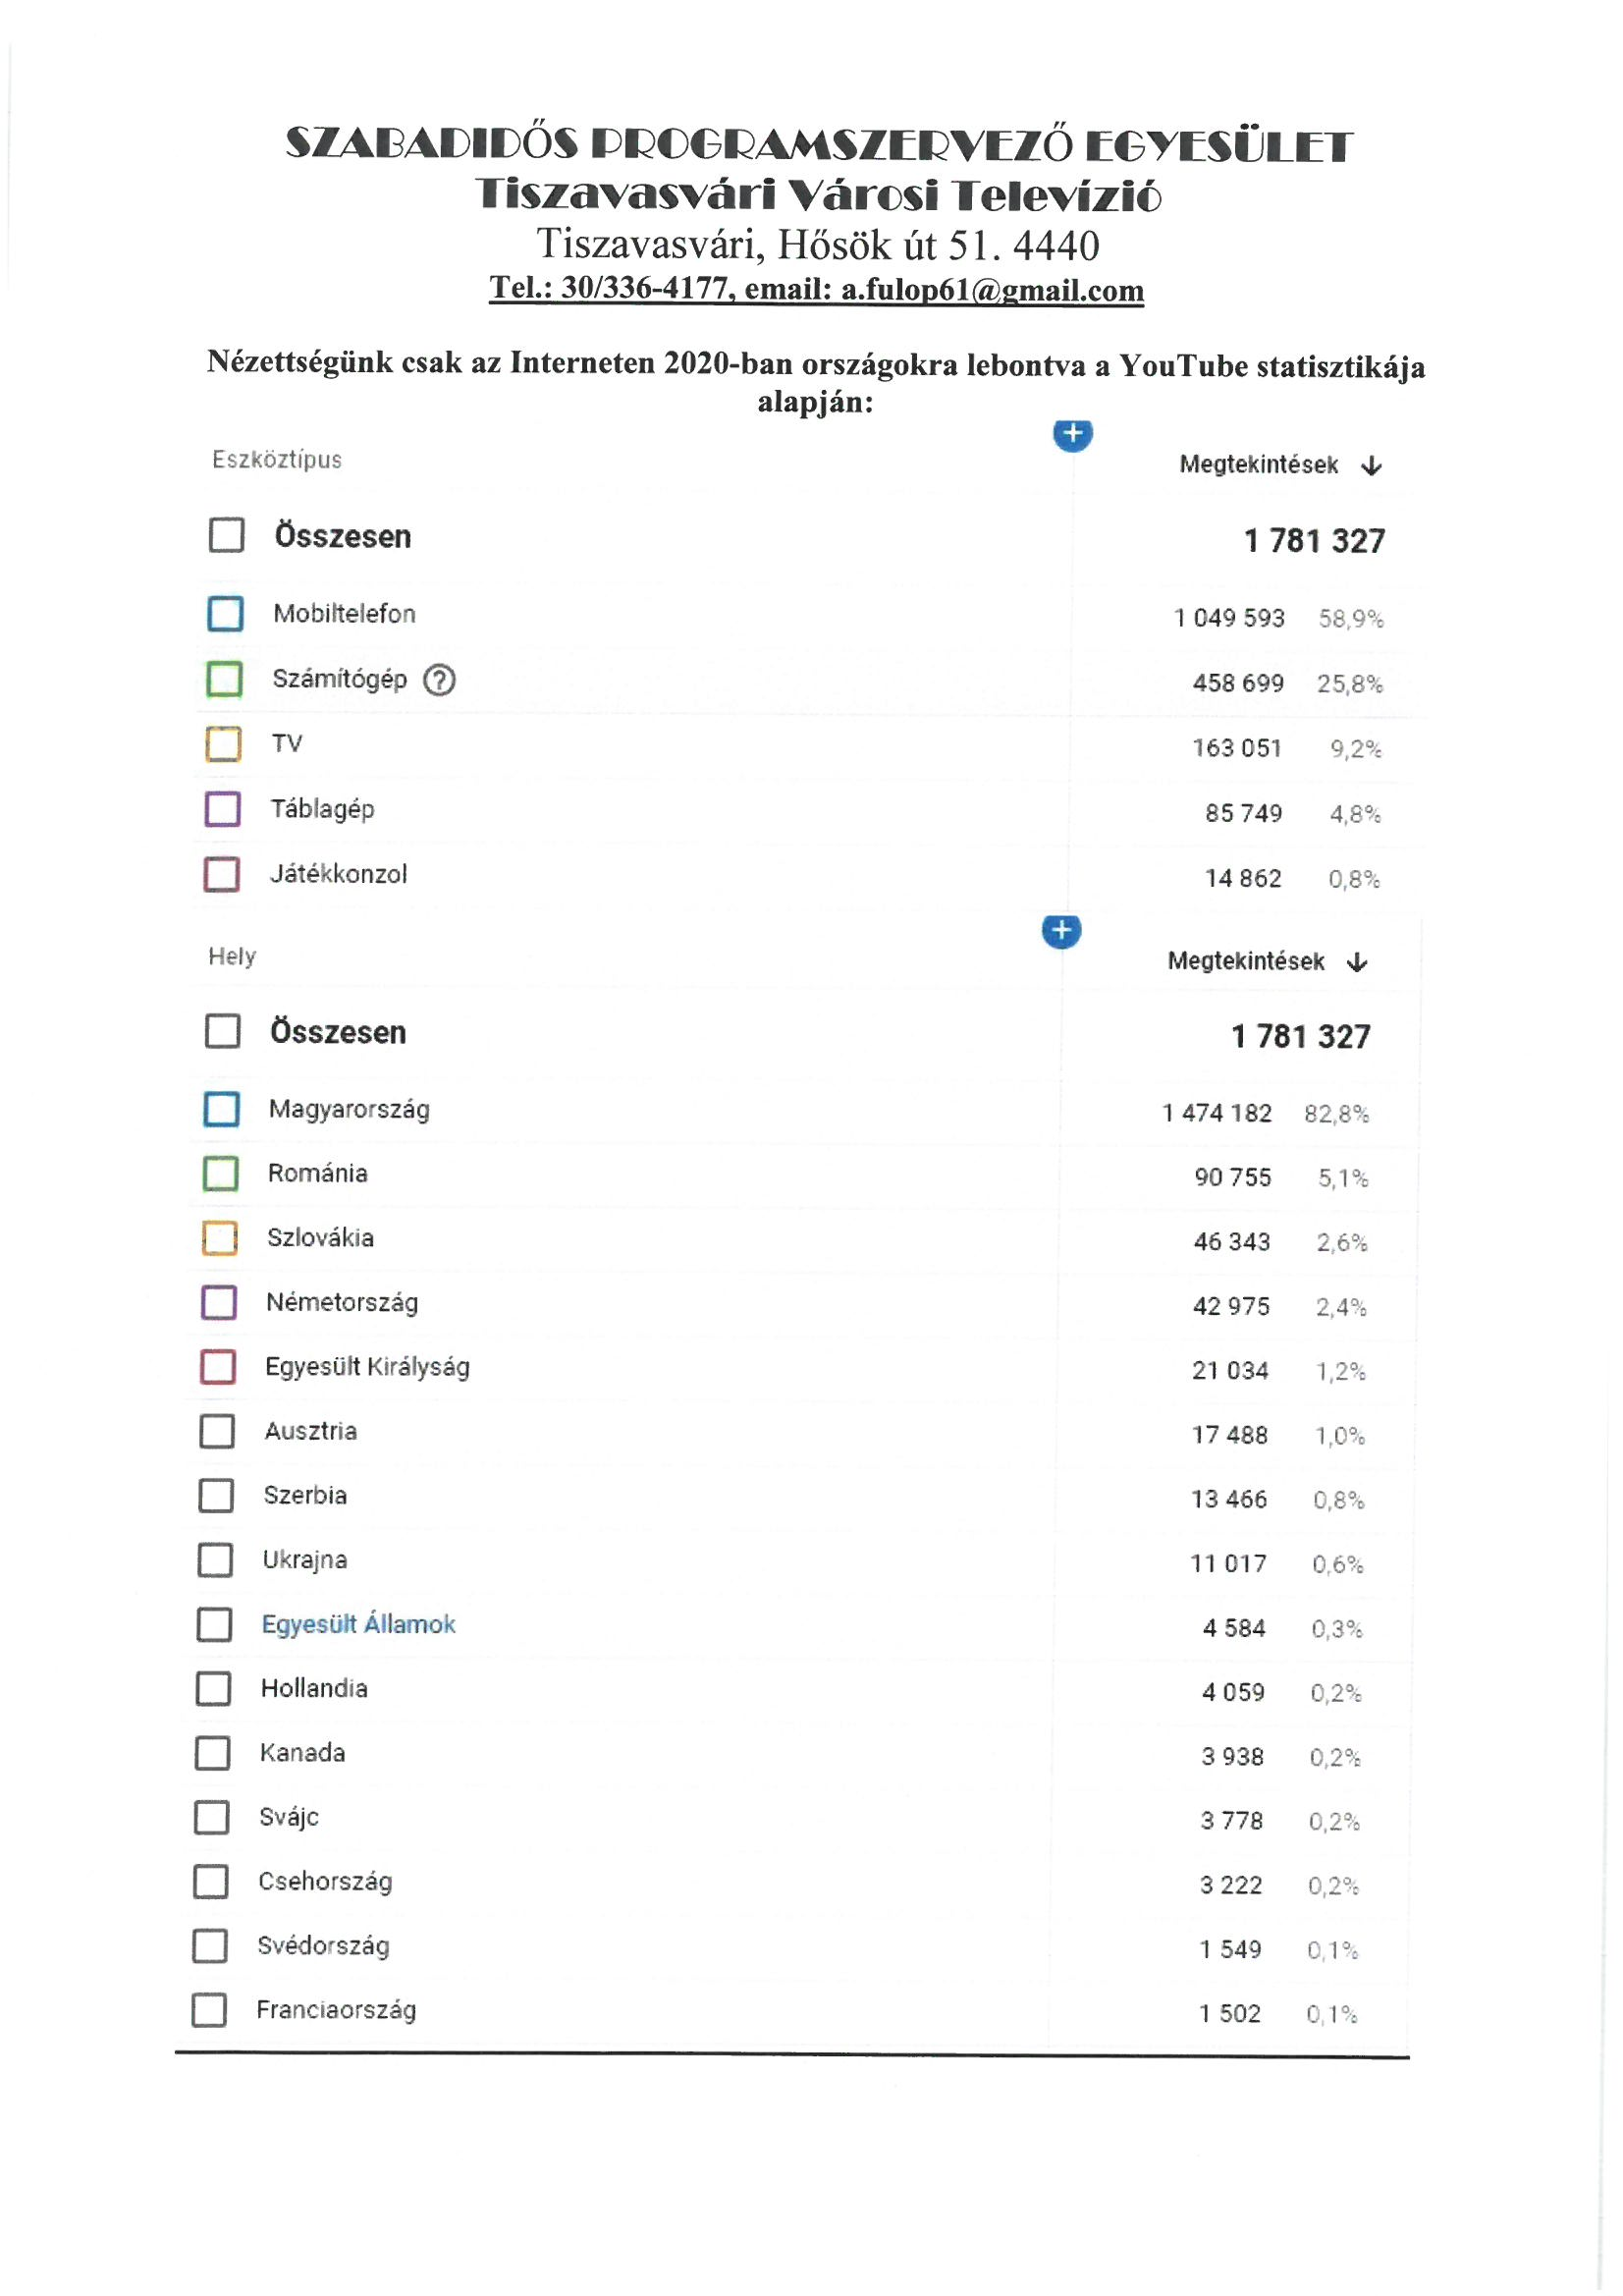 SZABADIDŐS PROGRAMSZERVEZŐ EGYESÜLET
Tiszavasvári Városi Televízió
Tiszavasvári, Hősök út 51. 4440
Tel.: 30/336-4177, email: a.fulop61@gmail.com
Nézettségünk csak az Interneten 2020-ban országokra lebontva a YouTube statisztikája
alapján:
Eszköztípus Megtekintések
Összesen 1 781 327
Mobiltelefon 1 049 593 58,9%
Számítógép 458 699 25,8%
TV 163 051 9,2%
Táblagép 85 749 4,8%
Játékkonzol 14 862 0,8%
Hely Megtekintések
Összesen 1 781 327
Magyarország 1 474 182 82,8%
Románia 90 755 5,1%
Szlovákia 46 343 2,6%
Németország 42 975 2,4%
Egyesült Királyság 21 034 1,2%
Ausztria 17 488 1,0%
Szerbia 13 466 0,8%
Ukrajna 11 017 0,6%
Egyesült Államok 4 584 0,3%
Hollandia 4 059 0,2%
Kanada 3 938 0,2%
Svájc 3 778 0,2%
Csehország 3 222 0,2%
Svédország 1 549 0,1%
Franciaország 1 502 0,1%